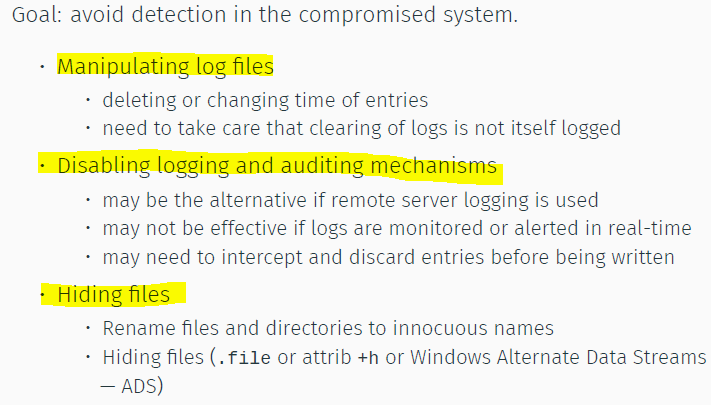 Goal: avoid detection in the compromised system.
• Manipulating log files
• deleting or changing time of entries
• need to take care that clearing of logs is not itself logged
• Disabling logging and auditing mechanisms
• may be the alternative if remote server logging is used
• may not be effective if logs are monitored or alerted in real-time
• may need to intercept and discard entries before being written
• Hiding files
• Rename files and directories to innocuous names
• Hiding files (.file or attrib +h or Windows Alternate Data Streams
— ADS)